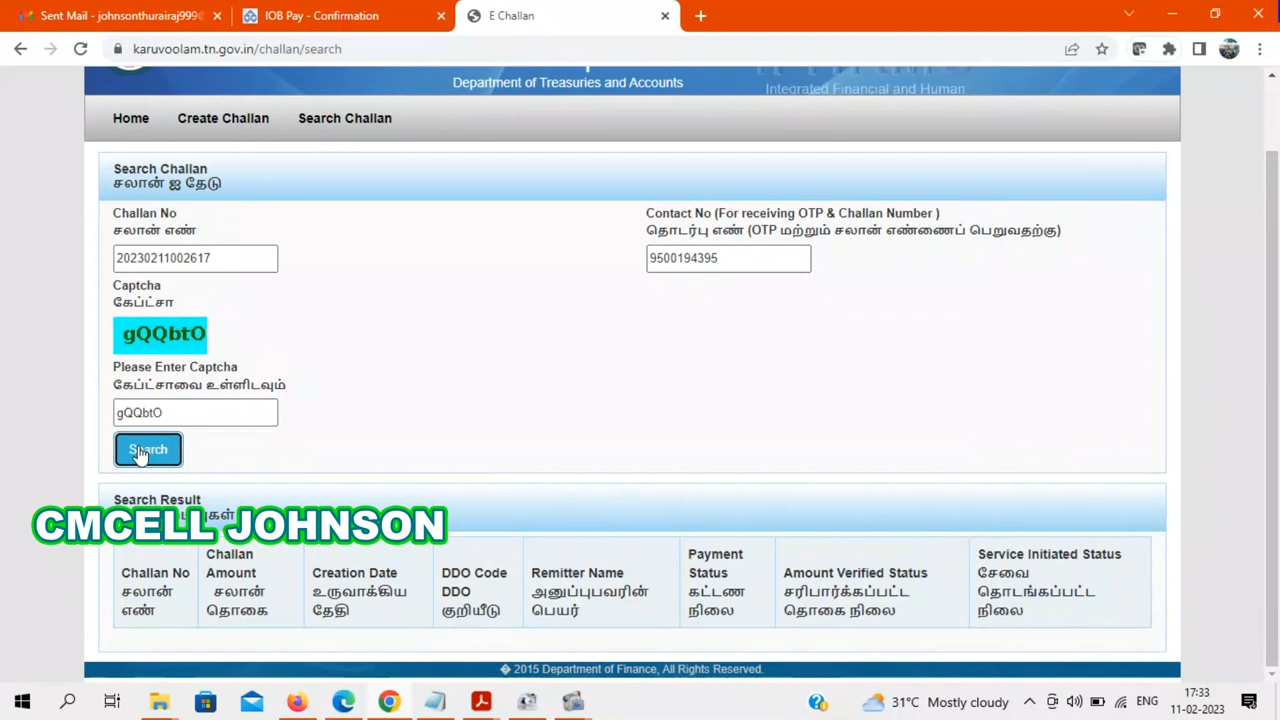 Sent Mail - johnsonthurairaj999@
IOB Pay - Confirmation
E Challan
karuvoolam.tn.gov.in/challan/search
Department of Treasuries and Accounts
Integrated Financial and Human
Home
Create Challan
Search Challan
Search Challan
சலான் ஐ தேடு
Challan No
சலான் எண்
Contact No (For receiving OTP & Challan Number )
தொடர்பு எண் (OTP மற்றும் சலான் எண்ணைப் பெறுவதற்கு)
20230211002617
9500194395
Captcha
கேப்ட்சா
gQQbtO
Please Enter Captcha
கேப்ட்சாவை உள்ளிடவும்
gQQbtO
Search
Search Result
CMCELL JOHNSON
Challan No
சலான்
எண்
Challan
Amount
சலான்
தொகை
Creation Date
உருவாக்கிய
தேதி
DDO Code
DDO
குறியீடு
Remitter Name
அனுப்புபவரின்
பெயர்
Payment
Status
கட்டண
நிலை
Amount Verified Status
சரிபார்க்கப்பட்ட
தொகை நிலை
Service Initiated Status
சேவை
தொடங்கப்பட்ட
நிலை
� 2015 Department of Finance, All Rights Reserved.
31°C Mostly cloudy
ENG
17:33
11-02-2023